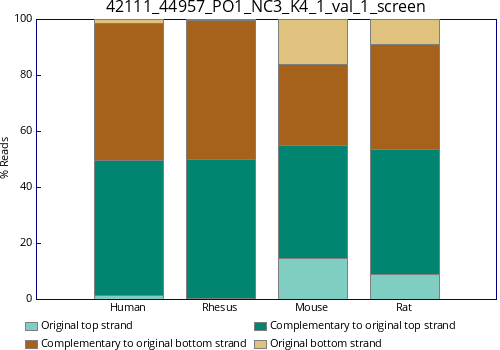 42111_44957_PO1_NC3_K4_1_val_1_screen
100
80
60
40
20
0
% Reads
Human Rhesus Mouse Rat
Original top strand Complementary to original top strand
Complementary to original bottom strand Original bottom strand